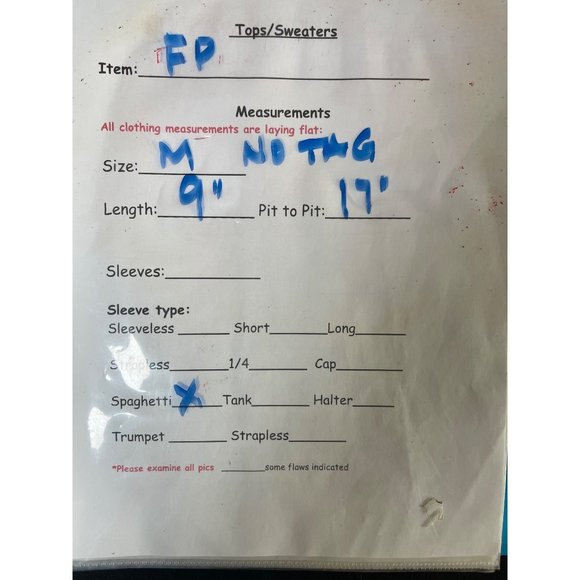 Tops/Sweaters
Item: FP
Measurements
All clothing measurements are laying flat:
Size: M NO TAG
Length: 9" Pit to Pit: 17"
Sleeves:
Sleeve type:
Sleeveless Short Long
Strapless 1/4 Cap
Spaghetti X Tank Halter
Trumpet Strapless
*Please examine all pics some flaws indicated